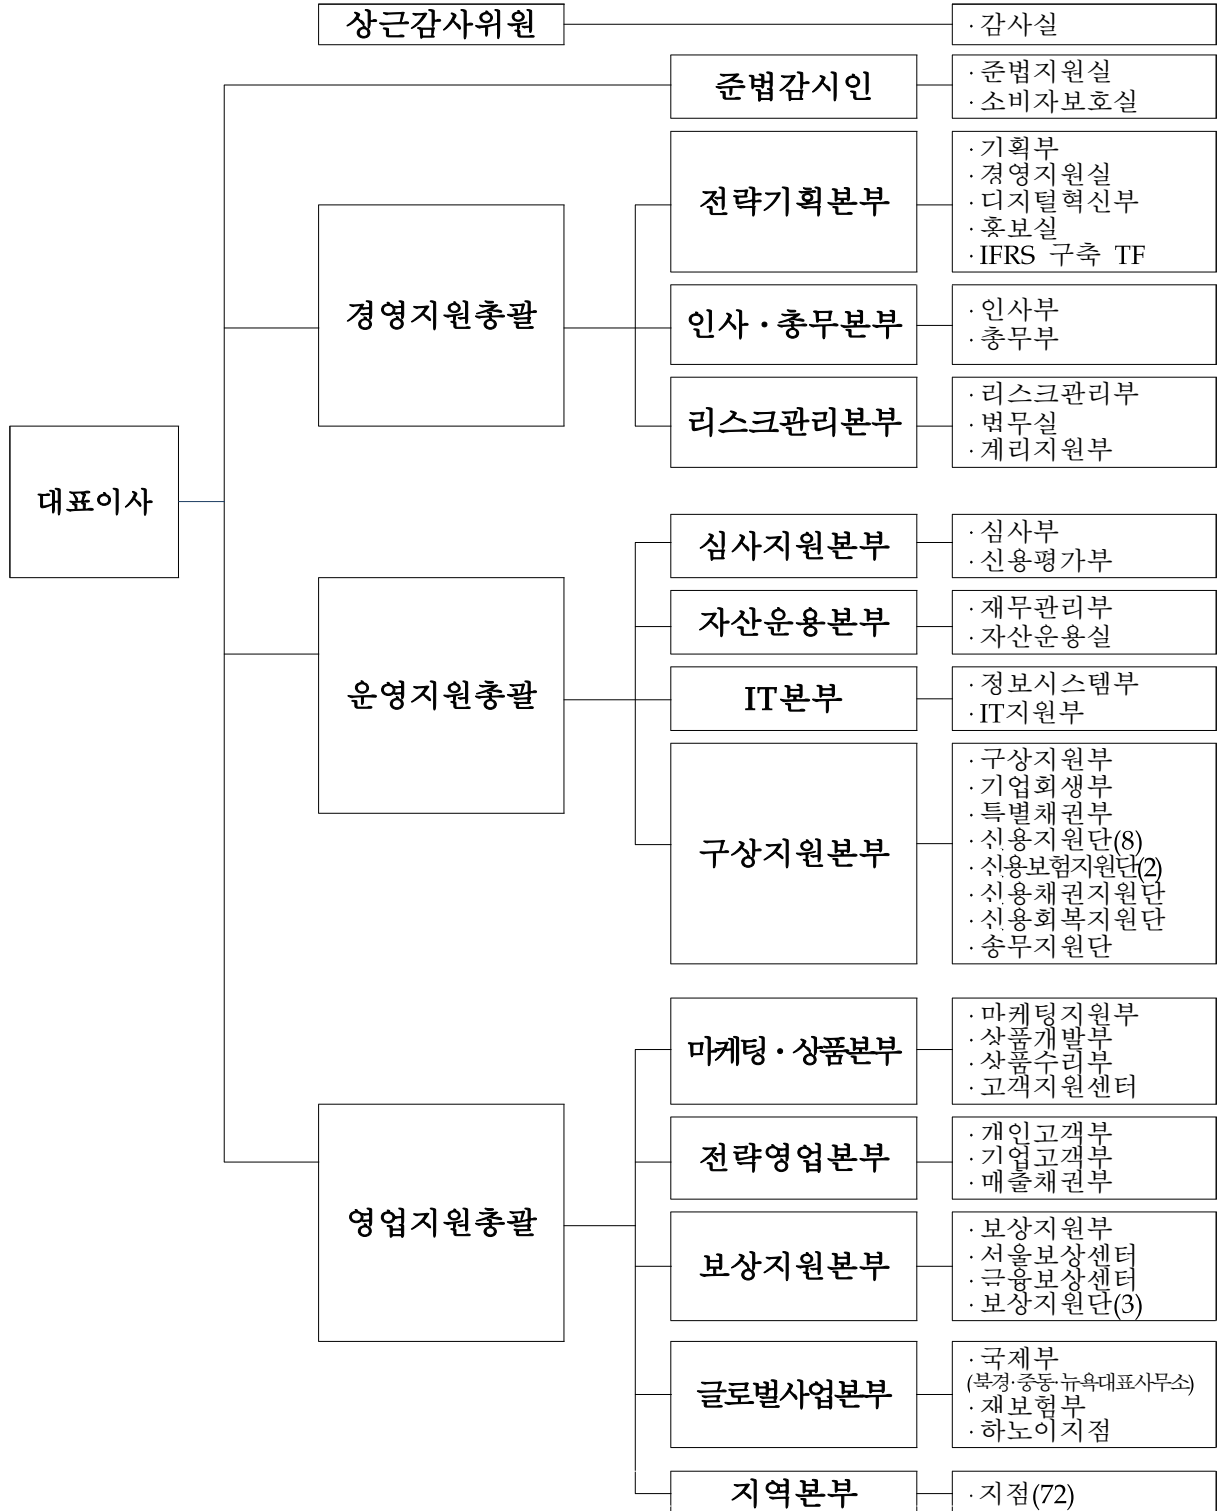 상근감사위원
· 감사실
준법감시인
· 준법지원실
· 소비자보호실
전략기획본부
· 기획부
· 경영지원실
· 디지털혁신부
· 홍보실
· IFRS 구축 TF
경영지원총괄
인사 · 총무본부
· 인사부
· 총무부
리스크관리본부
· 리스크관리부
· 법무실
· 계리지원부
대표이사
심사지원본부
· 심사부
· 신용평가부
자산운용본부
· 재무관리부
· 자산운용실
운영지원총괄
IT본부
· 정보시스템부
· IT지원부
구상지원본부
· 구상지원부
· 기업회생부
· 특별채권부
· 신용지원단(8)
· 신용보험지원단(2)
· 신용채권지원단
· 신용회복지원단
· 송무지원단
마케팅 · 상품본부
· 마케팅지원부
· 상품개발부
· 상품수리부
· 고객지원센터
전략영업본부
· 개인고객부
· 기업고객부
· 매출채권부
영업지원총괄
보상지원본부
· 보상지원부
· 서울보상센터
· 금융보상센터
· 보상지원단(3)
글로벌사업본부
· 국제부
(북경·중동·뉴욕대표사무소)
· 재보험부
· 하노이지점
지역본부
· 지점(72)